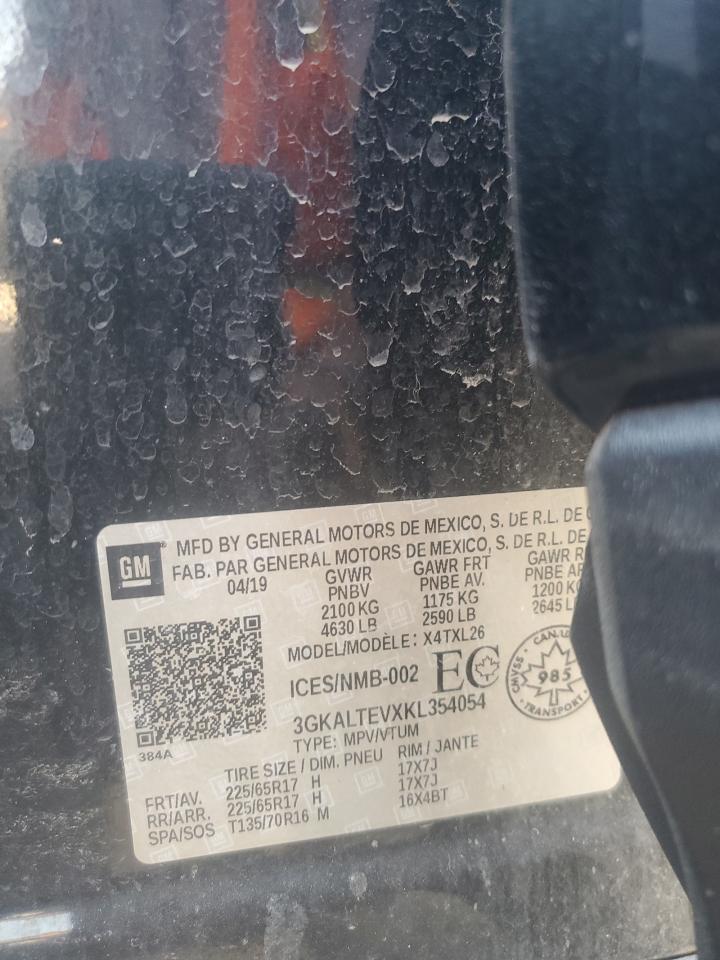 GM
MFD BY GENERAL MOTORS DE MEXICO, S. DE R.L. DE
FAB. PAR GENERAL MOTORS DE MEXICO, S. DE R.L. DE
04/19 GVWR GAWR FRT GAWR
PNBV PNBE AV. PNBE
2100 KG 1175 KG 1200 KG
4630 LB 2590 LB 2645
MODEL/MODÈLE: X4TXL26
ICES/NMB-002 EC
CMVSS CAN. 985 TRANSPORT
3GKALTEVXKL354054
TYPE: MPV/VTUM
384A
TIRE SIZE / DIM. PNEU RIM / JANTE
FRT/AV. 225/65R17 H 17X7J
RR/ARR. 225/65R17 H 17X7J
SPA/SOS T135/70R16 M 16X4BT